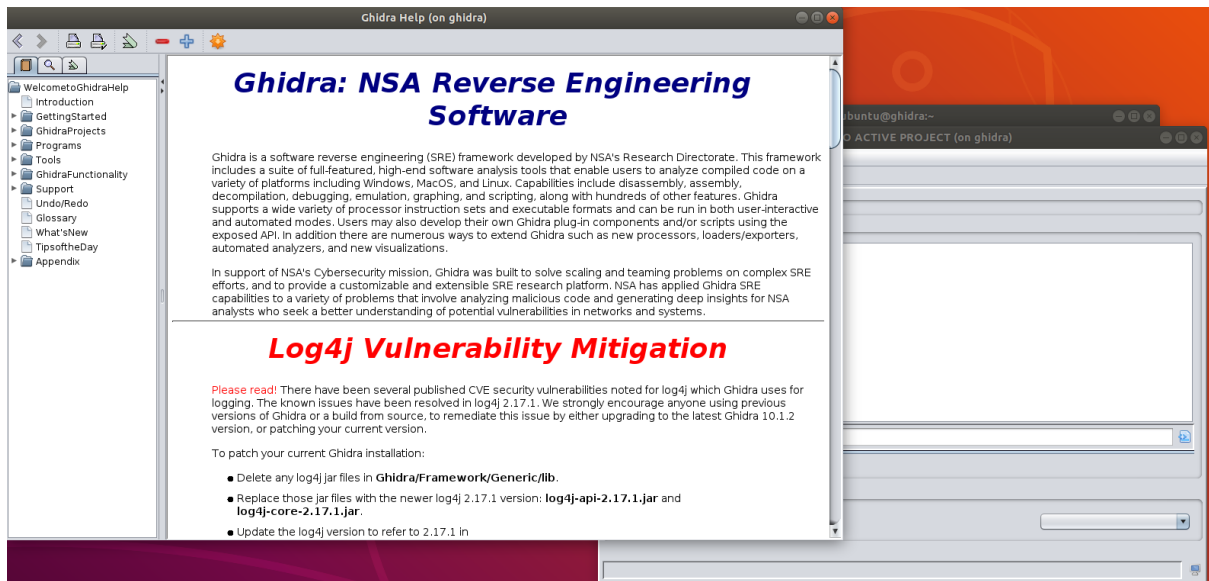 Ghidra Help (on ghidra)
WelcometoGhidraHelp
Introduction
GettingStarted
GhidraProjects
Programs
Tools
GhidraFunctionality
Support
Undo/Redo
Glossary
What'sNew
TipsoftheDay
Appendix
Ghidra: NSA Reverse Engineering
Software
Ghidra is a software reverse engineering (SRE) framework developed by NSA's Research Directorate. This framework
includes a suite of full-featured, high-end software analysis tools that enable users to analyze compiled code on a
variety of platforms including Windows, MacOS, and Linux. Capabilities include disassembly, assembly,
decompilation, debugging, emulation, graphing, and scripting, along with hundreds of other features. Ghidra
supports a wide variety of processor instruction sets and executable formats and can be run in both user-interactive
and automated modes. Users may also develop their own Ghidra plug-in components and/or scripts using the
exposed API. In addition there are numerous ways to extend Ghidra such as new processors, loaders/exporters,
automated analyzers, and new visualizations.
In support of NSA's Cybersecurity mission, Ghidra was built to solve scaling and teaming problems on complex SRE
efforts, and to provide a customizable and extensible SRE research platform. NSA has applied Ghidra SRE
capabilities to a variety of problems that involve analyzing malicious code and generating deep insights for NSA
analysts who seek a better understanding of potential vulnerabilities in networks and systems.
Log4j Vulnerability Mitigation
Please read! There have been several published CVE security vulnerabilities noted for log4j which Ghidra uses for
logging. The known issues have been resolved in log4j 2.17.1. We strongly encourage anyone using previous
versions of Ghidra or a build from source, to remediate this issue by either upgrading to the latest Ghidra 10.1.2
version, or patching your current version.
To patch your current Ghidra installation:
Delete any log4j jar files in Ghidra/Framework/Generic/lib.
Replace those jar files with the newer log4j 2.17.1 version: log4j-api-2.17.1.jar and
log4j-core-2.17.1.jar.
Update the log4j version to refer to 2.17.1 in
ubuntu@ghidra:~
O ACTIVE PROJECT (on ghidra)